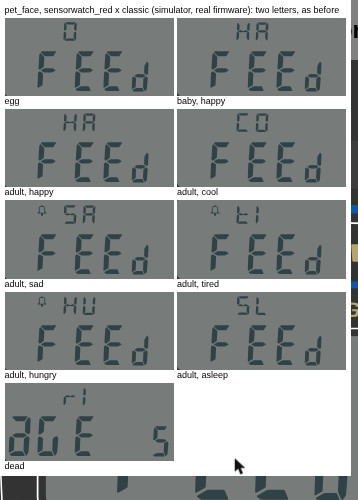 pet_face, sensorwatch_red x classic (simulator, real firmware): two letters, as before
0 HA
FEEd FEEd
egg baby, happy
HA CO
FEEd FEEd
adult, happy adult, cool
SA tI
FEEd FEEd
adult, sad adult, tired
HU SL
FEEd FEEd
adult, hungry adult, asleep
rI
aGE 5
dead